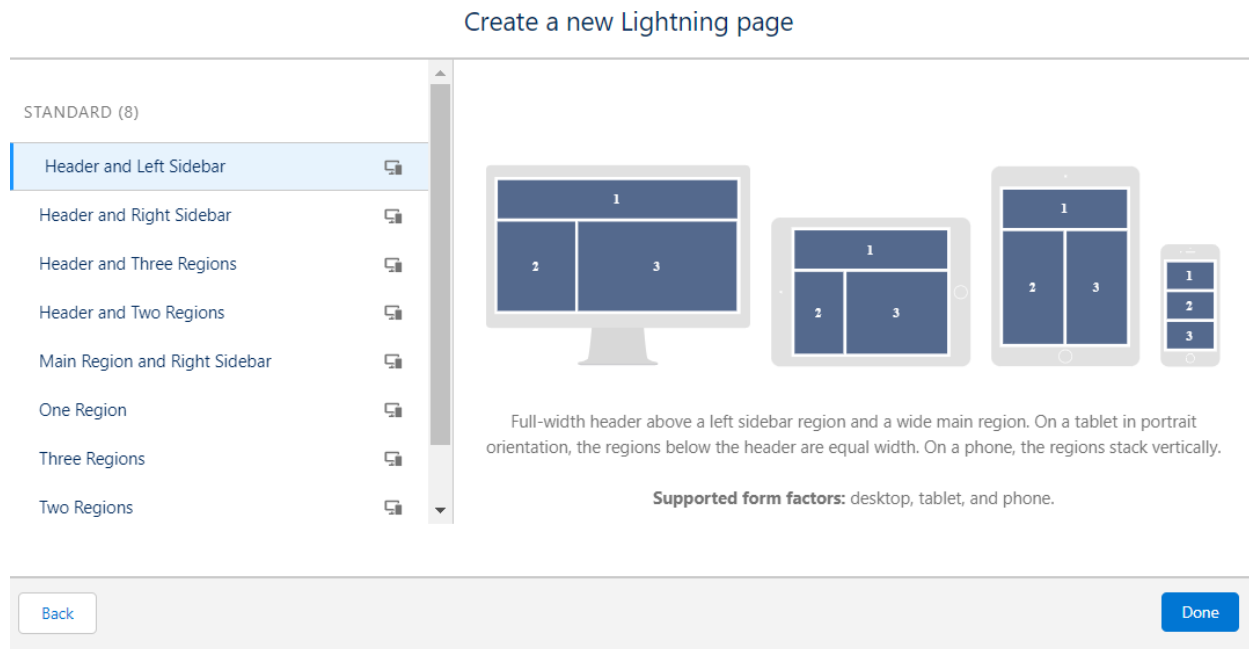 Create a new Lightning page
STANDARD (8)
Header and Left Sidebar
Header and Right Sidebar
Header and Three Regions
Header and Two Regions
Main Region and Right Sidebar
One Region
Three Regions
Two Regions
1
2 3
1
2 3
1
2 3
1
2
3
Full-width header above a left sidebar region and a wide main region. On a tablet in portrait
orientation, the regions below the header are equal width. On a phone, the regions stack vertically.
Supported form factors: desktop, tablet, and phone.
Back
Done